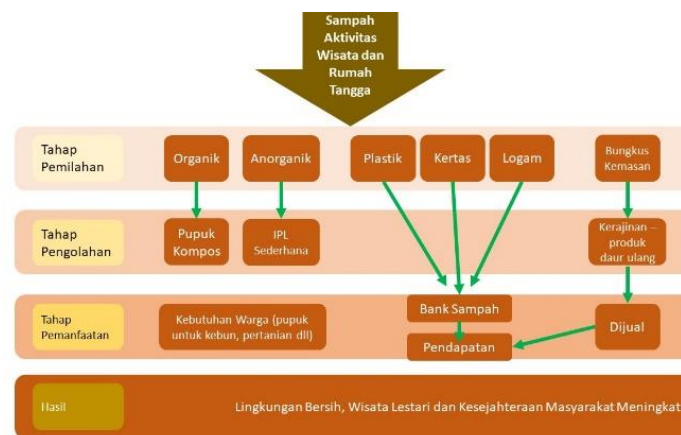 Sampah
Aktivitas
Wisata dan
Rumah
Tangga
Tahap
Pemilahan
Organik
Anorganik
Plastik
Kertas
Logam
Bungkus
Kemasan
Tahap
Pengolahan
Pupuk
Kompos
IPL
Sederhana
Kerajinan –
produk
daur ulang
Tahap
Pemanfaatan
Kebutuhan Warga (pupuk
untuk kebun, pertanian dll)
Bank Sampah
Pendapatan
Dijual
Hasil
Lingkungan Bersih, Wisata Lestari dan Kesejahteraan Masyarakat Meningkat